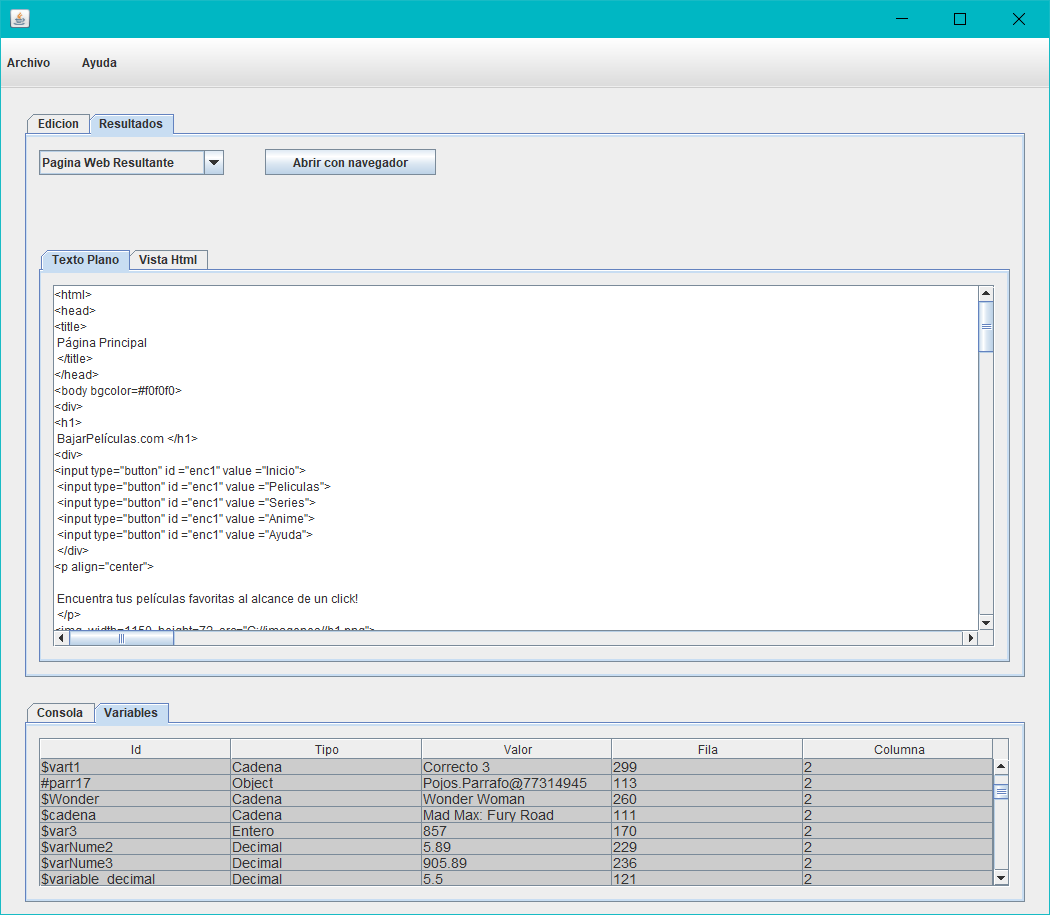 Archivo Ayuda
Edicion Resultados
Pagina Web Resultante Abrir con navegador
Texto Plano Vista Html
<html>
<head>
<title>
Página Principal
</title>
</head>
<body bgcolor=#f0f0f0>
<div>
<h1>
BajarPelículas.com </h1>
<div>
<input type="button" id ="enc1" value ="Inicio">
<input type="button" id ="enc1" value ="Peliculas">
<input type="button" id ="enc1" value ="Series">
<input type="button" id ="enc1" value ="Anime">
<input type="button" id ="enc1" value ="Ayuda">
</div>
<p align="center">
Encuentra tus películas favoritas al alcance de un click!
</p>
Consola Variables
Id Tipo Valor Fila Columna
$vart1 Cadena Correcto 3 299 2
#parr17 Object Pojos.Parrafo@77314945 113 2
$Wonder Cadena Wonder Woman 260 2
$cadena Cadena Mad Max: Fury Road 111 2
$var3 Entero 857 170 2
$varNume2 Decimal 5.89 229 2
$varNume3 Decimal 905.89 236 2
$variable_decimal Decimal 5.5 121 2